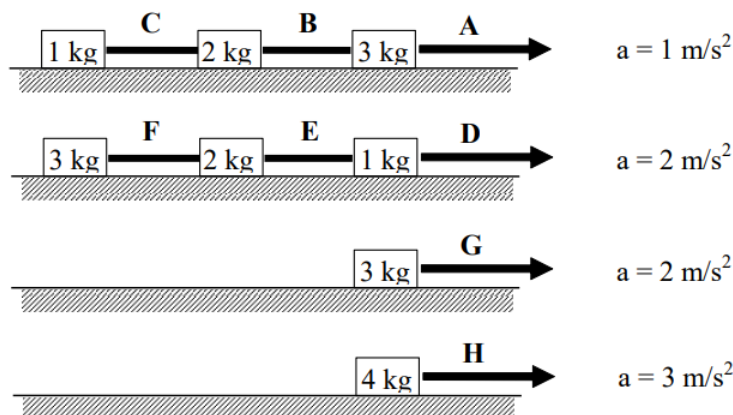 C B A
1 kg 2 kg 3 kg a = 1 m/s²
F E D
3 kg 2 kg 1 kg a = 2 m/s²
G
3 kg a = 2 m/s²
H
4 kg a = 3 m/s²